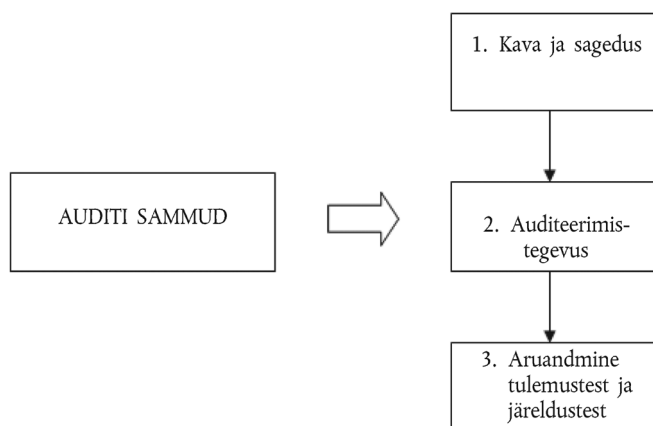 1. Kava ja sagedus
AUDITI SAMMUD
2. Auditeerimis-
tegevus
3. Aruandmine
tulemustest ja
järeldustest